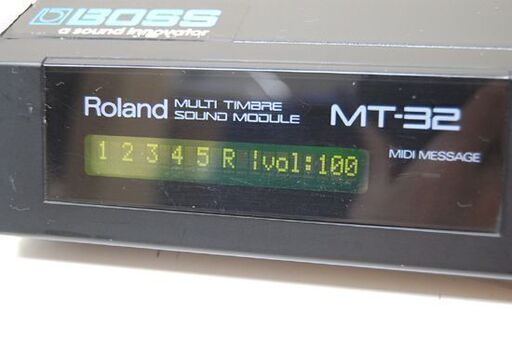 BOSS
a sound innovator
Roland MULTI TIMBRE SOUND MODULE MT-32
1 2 3 4 5 R |vol:100
MIDI MESSAGE